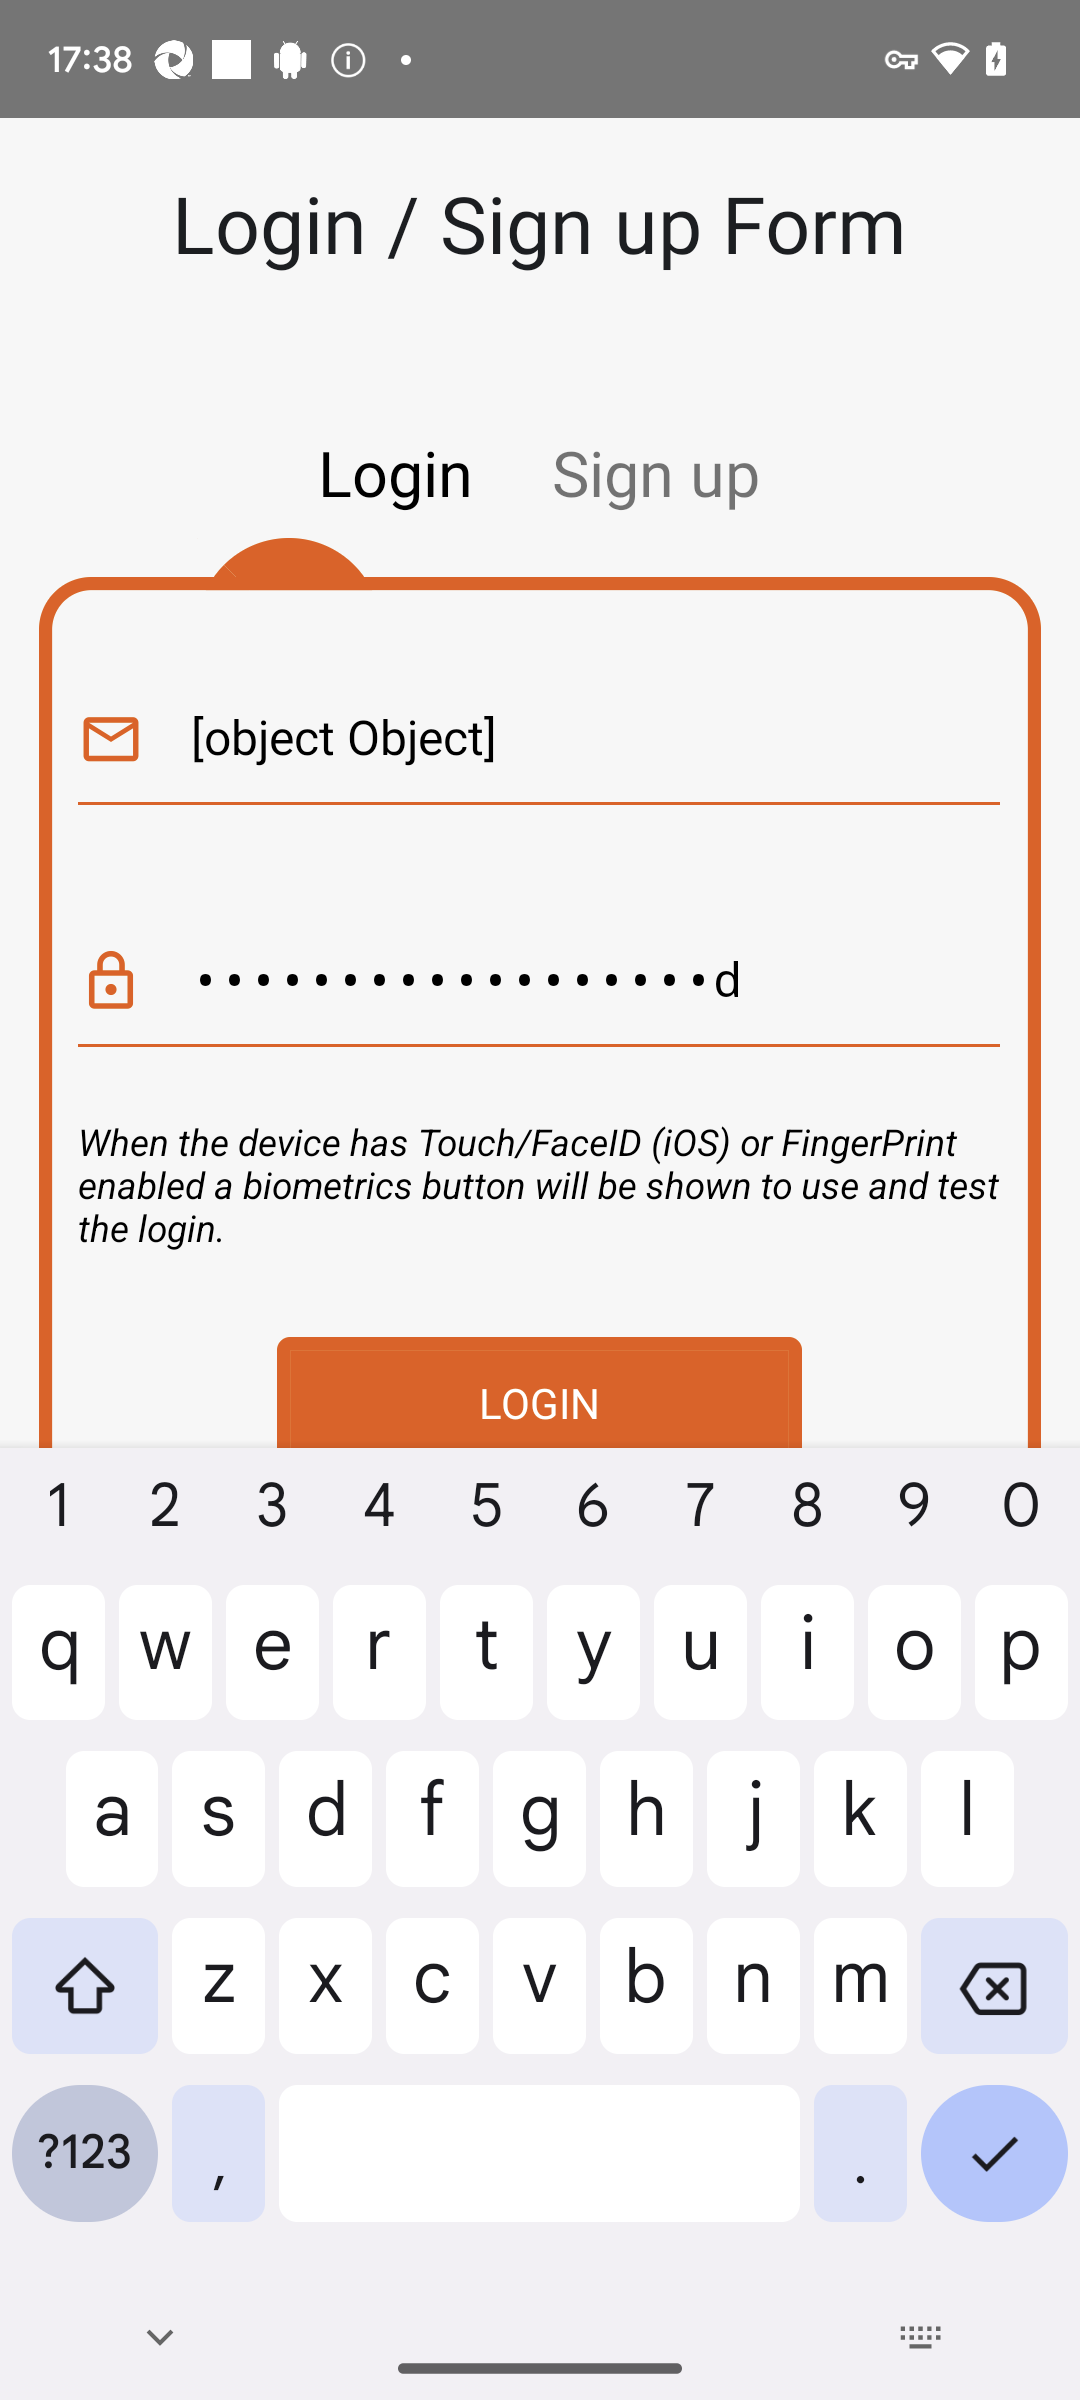 17:38
Login / Sign up Form
Login Sign up
[object Object]
••••••••••••••••••d
When the device has Touch/FaceID (iOS) or FingerPrint
enabled a biometrics button will be shown to use and test
the login.
LOGIN
1 2 3 4 5 6 7 8 9 0
q w e r t y u i o p
a s d f g h j k l
z x c v b n m
?123 , .